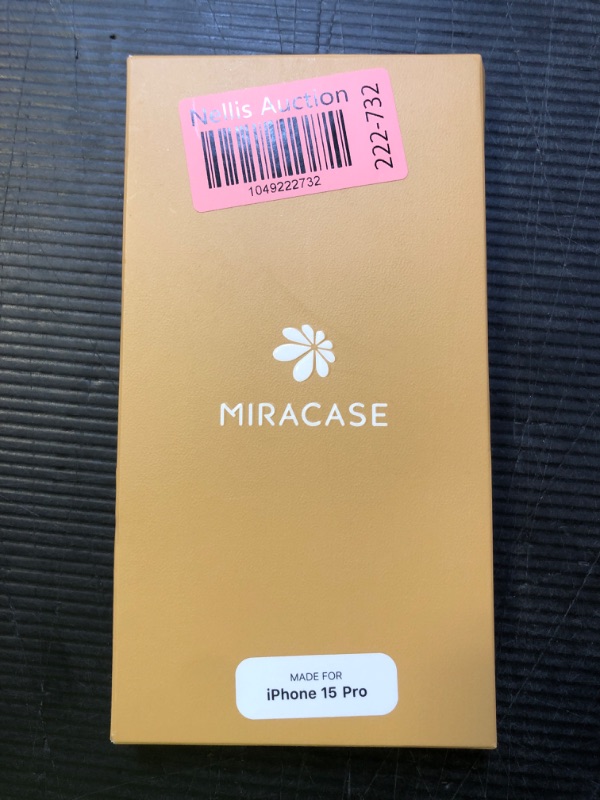 Nellis Auction
222-732
1049222732
MIRACASE
MADE FOR
iPhone 15 Pro